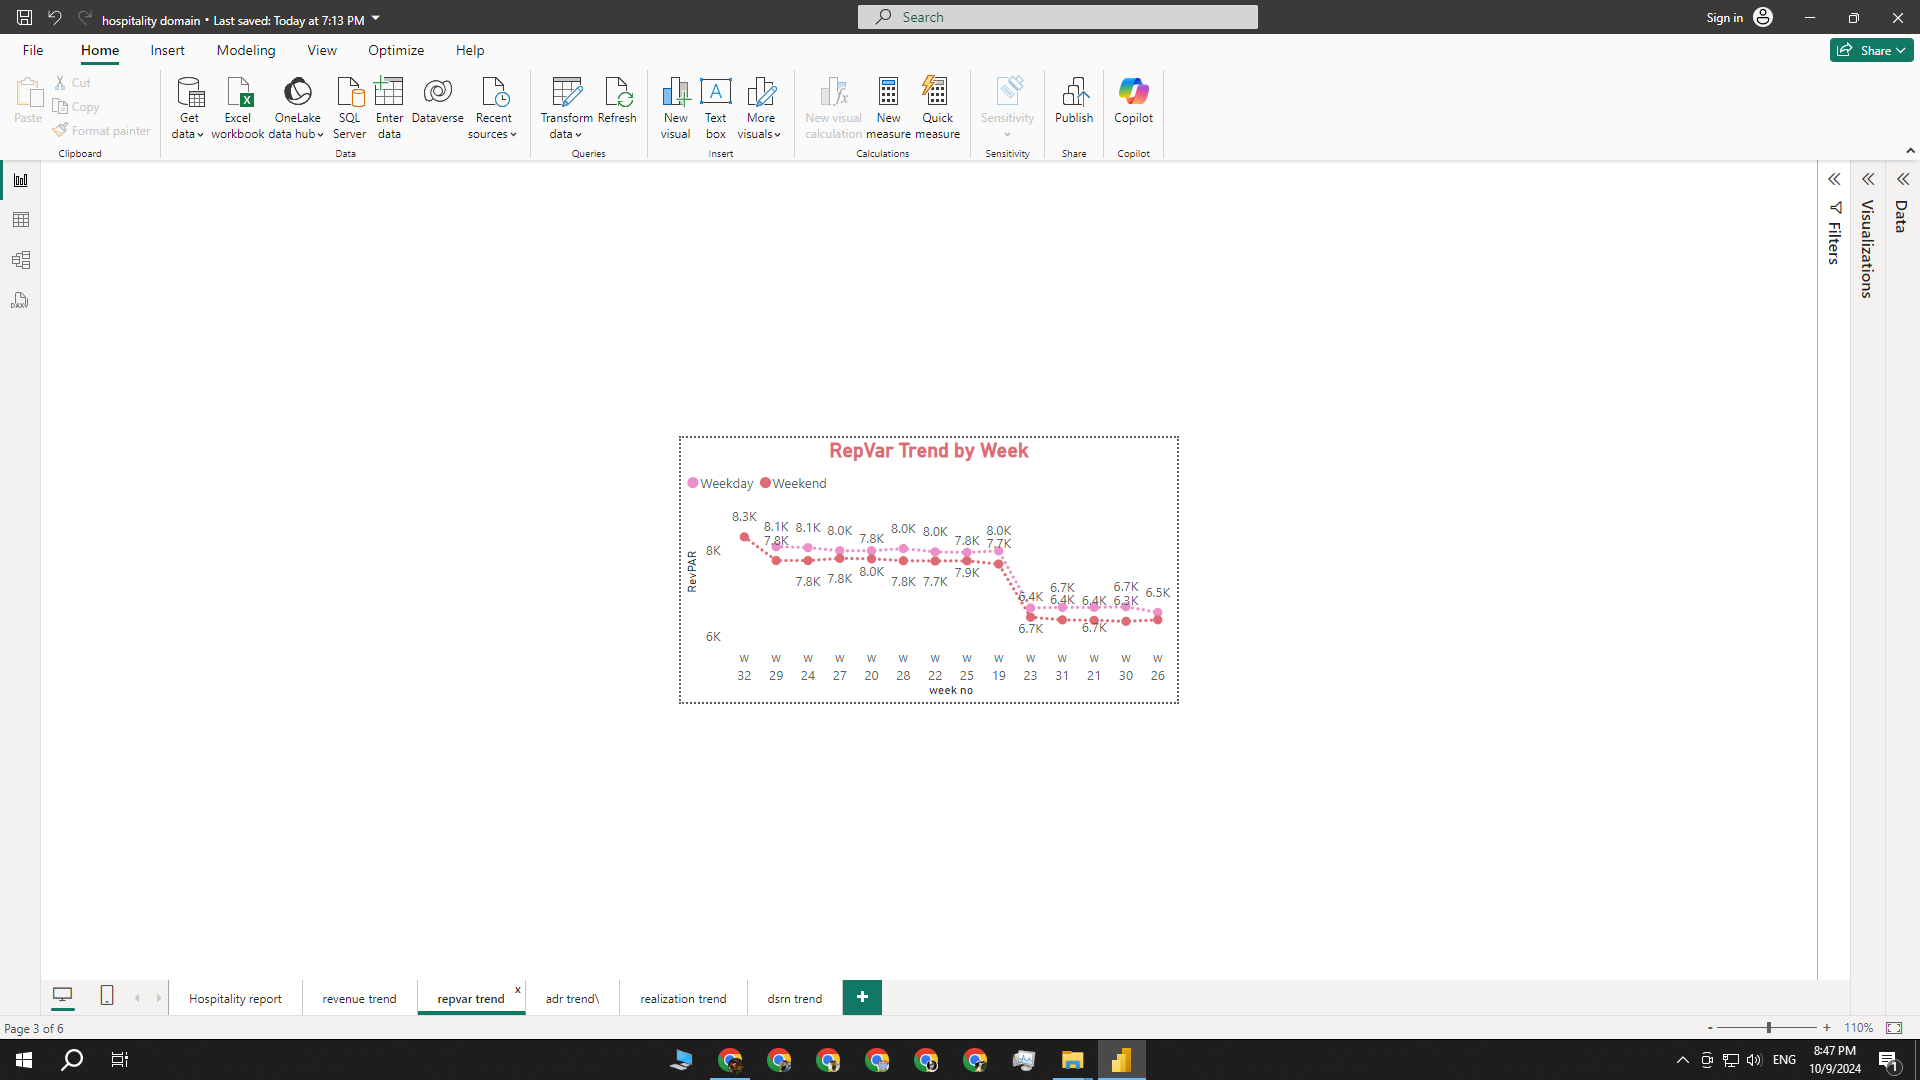 hospitality domain • Last saved: Today at 7:13 PM
Search
Sign in
File Home Insert Modeling View Optimize Help
Share
Paste
Cut
Copy
Format painter
Clipboard
Get data
Excel workbook
OneLake data hub
SQL Server
Enter data
Dataverse
Recent sources
Data
Transform data
Refresh
Queries
New visual
Text box
More visuals
Insert
New visual calculation
New measure
Quick measure
Calculations
Sensitivity
Sensitivity
Publish
Share
Copilot
Copilot
DAX
Filters
Visualizations
Data
RepVar Trend by Week
Weekday Weekend
8.3K 8.1K 8.1K 8.0K 7.8K 8.0K 8.0K 7.8K 8.0K
7.8K 7.7K
8K
7.8K 7.8K 8.0K 7.8K 7.7K 7.9K
6.4K 6.7K 6.4K 6.4K 6.7K 6.3K 6.5K
6.7K 6.7K
6K
RevPAR
W W W W W W W W W W W W W W
32 29 24 27 20 28 22 25 19 23 31 21 30 26
week no
Hospitality report
revenue trend
repvar trend
x
adr trend\
realization trend
dsrn trend
+
Page 3 of 6
- + 110%
ENG
8:47 PM
10/9/2024
1